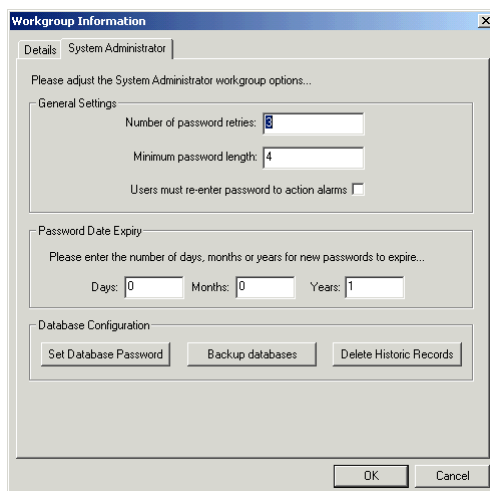 Workgroup Information
Details System Administrator
Please adjust the System Administrator workgroup options...
General Settings
Number of password retries: 3
Minimum password length: 4
Users must re-enter password to action alarms
Password Date Expiry
Please enter the number of days, months or years for new passwords to expire...
Days: 0 Months: 0 Years: 1
Database Configuration
Set Database Password Backup databases Delete Historic Records
OK Cancel